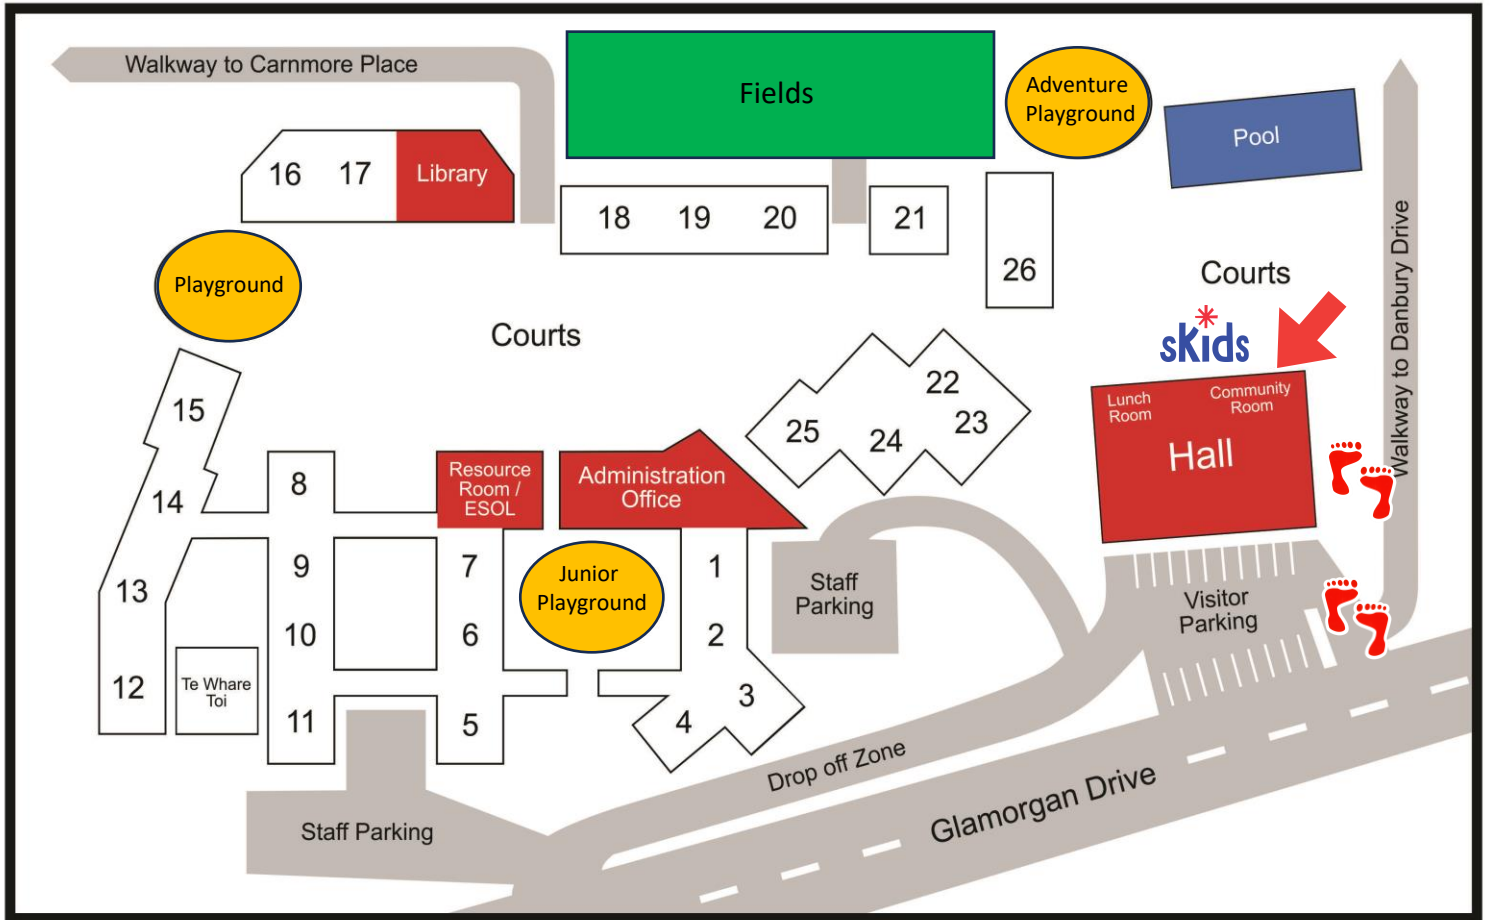 Walkway to Carnmore Place
Fields
Adventure
Playground
Pool
16 17 Library
18 19 20
21
26
Walkway to Danbury Drive
Playground
Courts
Courts
sKids
15
14
13
12
8
9
10
11
Te Whare
Toi
Resource
Room /
ESOL
7
6
5
Administration
Office
Junior
Playground
1
2
3
4
22
23
24
25
Lunch
Room
Community
Room
Hall
Staff
Parking
Visitor
Parking
Staff Parking
Drop off Zone
Glamorgan Drive